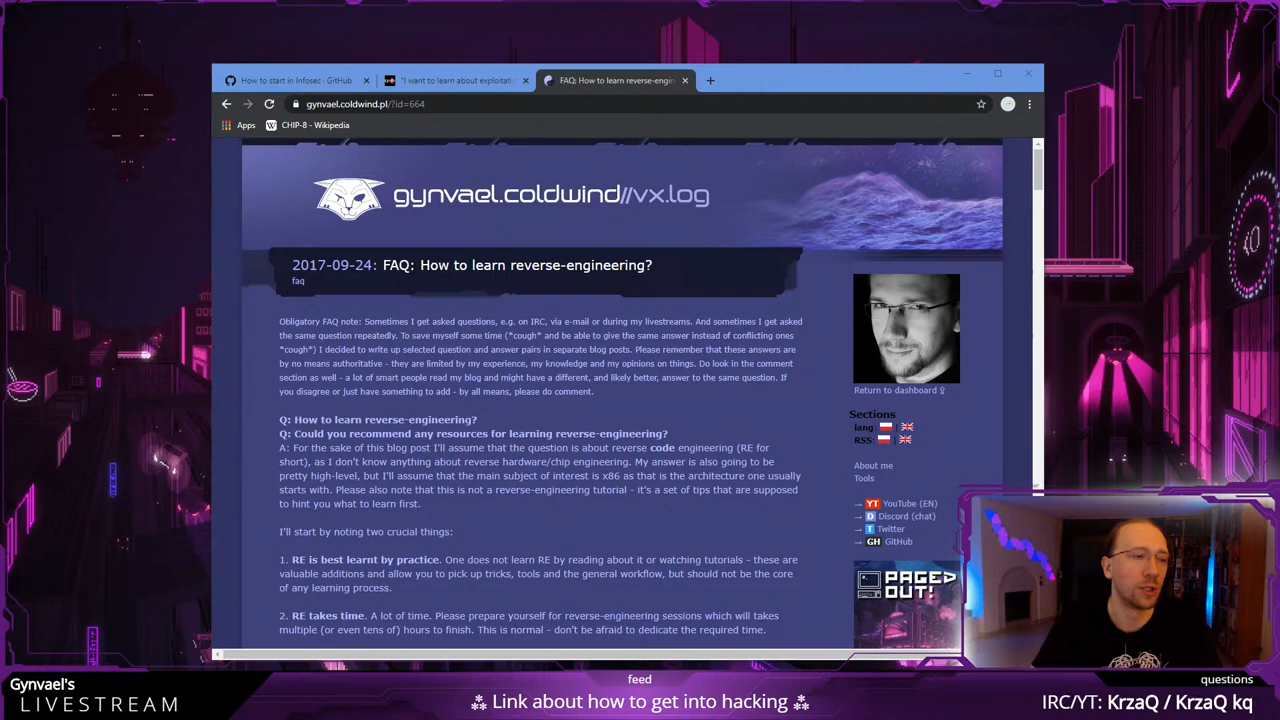 How to start in Infosec · GitHub
"I want to learn about exploitatio
FAQ: How to learn reverse-engin
gynvael.coldwind.pl/?id=664
Apps
CHIP-8 - Wikipedia
gynvael.coldwind//vx.log
2017-09-24: FAQ: How to learn reverse-engineering?
faq
Obligatory FAQ note: Sometimes I get asked questions, e.g. on IRC, via e-mail or during my livestreams. And sometimes I get asked
the same question repeatedly. To save myself some time (*cough* and be able to give the same answer instead of conflicting ones
*cough*) I decided to write up selected question and answer pairs in separate blog posts. Please remember that these answers are
by no means authoritative - they are limited by my experience, my knowledge and my opinions on things. Do look in the comment
section as well - a lot of smart people read my blog and might have a different, and likely better, answer to the same question. If
you disagree or just have something to add - by all means, please do comment.
Q: How to learn reverse-engineering?
Q: Could you recommend any resources for learning reverse-engineering?
A: For the sake of this blog post I'll assume that the question is about reverse code engineering (RE for
short), as I don't know anything about reverse hardware/chip engineering. My answer is also going to be
pretty high-level, but I'll assume that the main subject of interest is x86 as that is the architecture one usually
starts with. Please also note that this is not a reverse-engineering tutorial - it's a set of tips that are supposed
to hint you what to learn first.
I'll start by noting two crucial things:
1. RE is best learnt by practice. One does not learn RE by reading about it or watching tutorials - these are
valuable additions and allow you to pick up tricks, tools and the general workflow, but should not be the core
of any learning process.
2. RE takes time. A lot of time. Please prepare yourself for reverse-engineering sessions which will takes
multiple (or even tens of) hours to finish. This is normal - don't be afraid to dedicate the required time.
Return to dashboard
Sections
lang: |
RSS: |
About me
Tools
→ YT YouTube (EN)
→ D Discord (chat)
→ T Twitter
→ GH GitHub
PAGED
OUT!
Gynvael's
LIVESTREAM
feed
⁂ Link about how to get into hacking ⁂
questions
IRC/YT: KrzaQ / KrzaQ kq